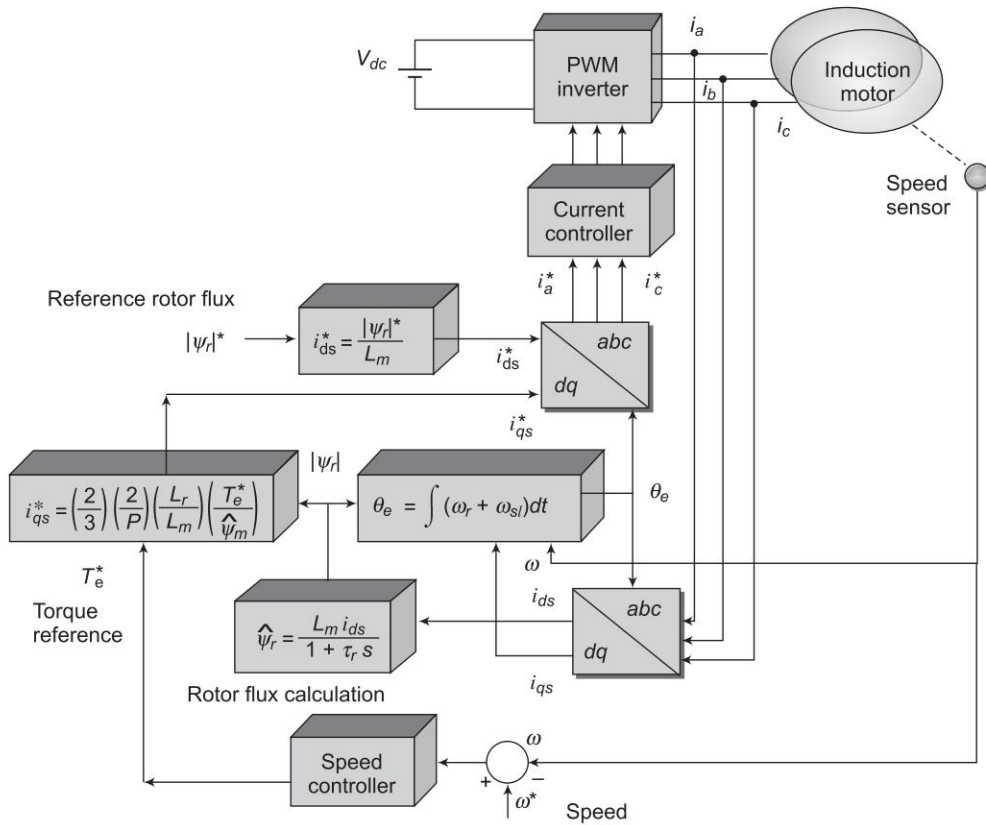 i_a
V_dc
PWM
inverter
i_b
Induction
motor
i_c
Speed
sensor
Current
controller
i_a^*
i_c^*
Reference rotor flux
|ψ_r|^*
i_ds^* = |ψ_r|^* / L_m
i_ds^*
abc
dq
i_qs^*
|ψ_r|
i_qs^* = (2/3) (2/P) (L_r/L_m) (T_e^*/ψ̂_m)
θ_e = ∫ (ω_r + ω_sl)dt
θ_e
T_e^*
ω
Torque
reference
i_ds
abc
ψ̂_r = L_m i_ds / 1 + τ_r s
dq
i_qs
Rotor flux calculation
Speed
controller
ω
+
−
ω*
Speed